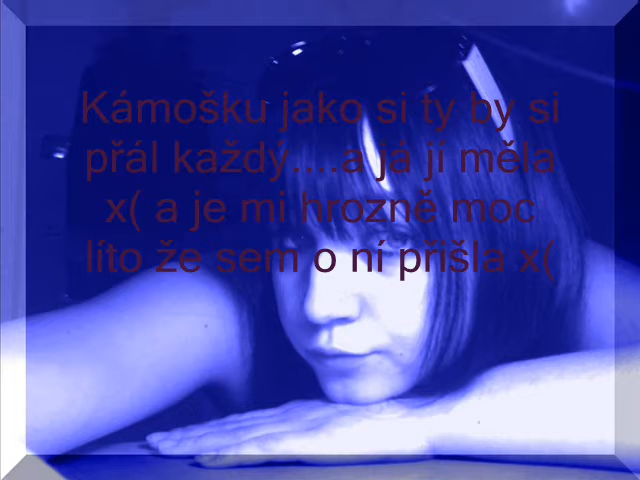 Kámošku jako si ty by si
přál každý....a já jí měla
x( a je mi hrozně moc
líto že sem o ní přišla x(